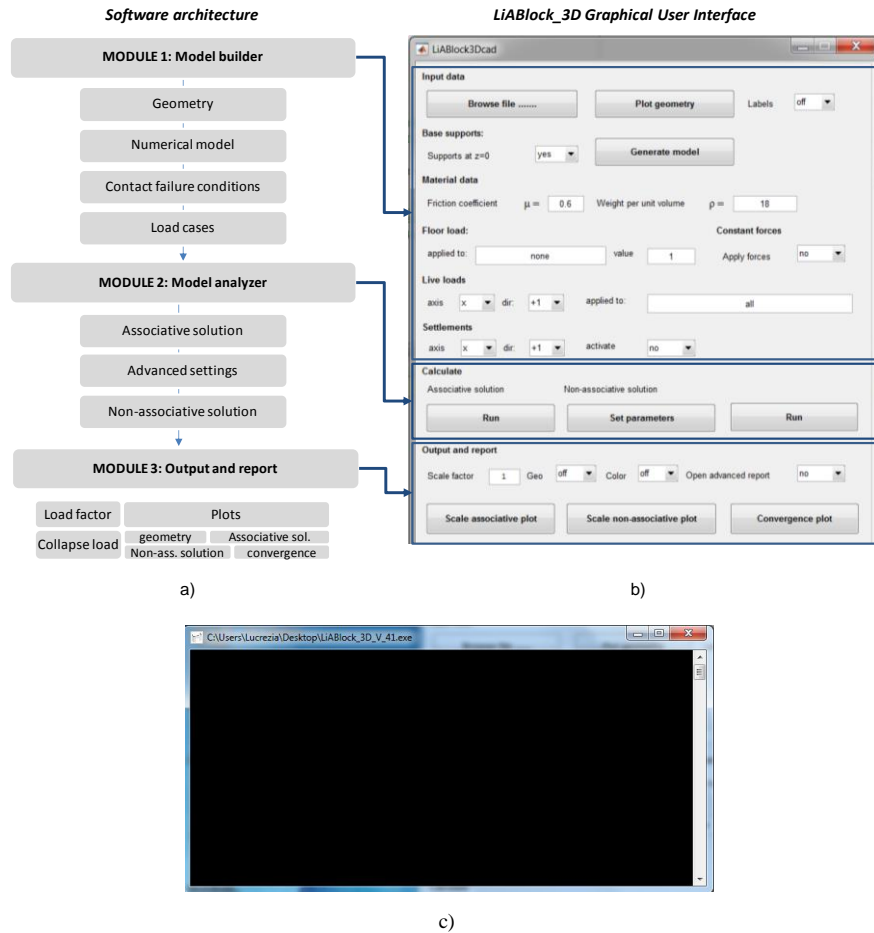 Software architecture
LiABlock_3D Graphical User Interface
MODULE 1: Model builder
Geometry
Numerical model
Contact failure conditions
Load cases
MODULE 2: Model analyzer
Associative solution
Advanced settings
Non-associative solution
MODULE 3: Output and report
Load factor
Plots
Collapse load
geometry
Associative sol.
Non-ass. solution
convergence
LiABlock3Dcad
Input data
Browse file .......
Plot geometry
Labels
off
Base supports:
Supports at z=0
yes
Generate model
Material data
Friction coefficient
μ =
0.6
Weight per unit volume
ρ =
18
Floor load:
Constant forces
applied to:
none
value
1
Apply forces
no
Live loads
axis
x
dir:
+1
applied to:
all
Settlements
axis
x
dir:
+1
activate
no
Calculate
Associative solution
Non-associative solution
Run
Set parameters
Run
Output and report
Scale factor
1
Geo
off
Color
off
Open advanced report
no
Scale associative plot
Scale non-associative plot
Convergence plot
a)
b)
C:\Users\Lucrezia\Desktop\LiABlock_3D_V_41.exe
c)